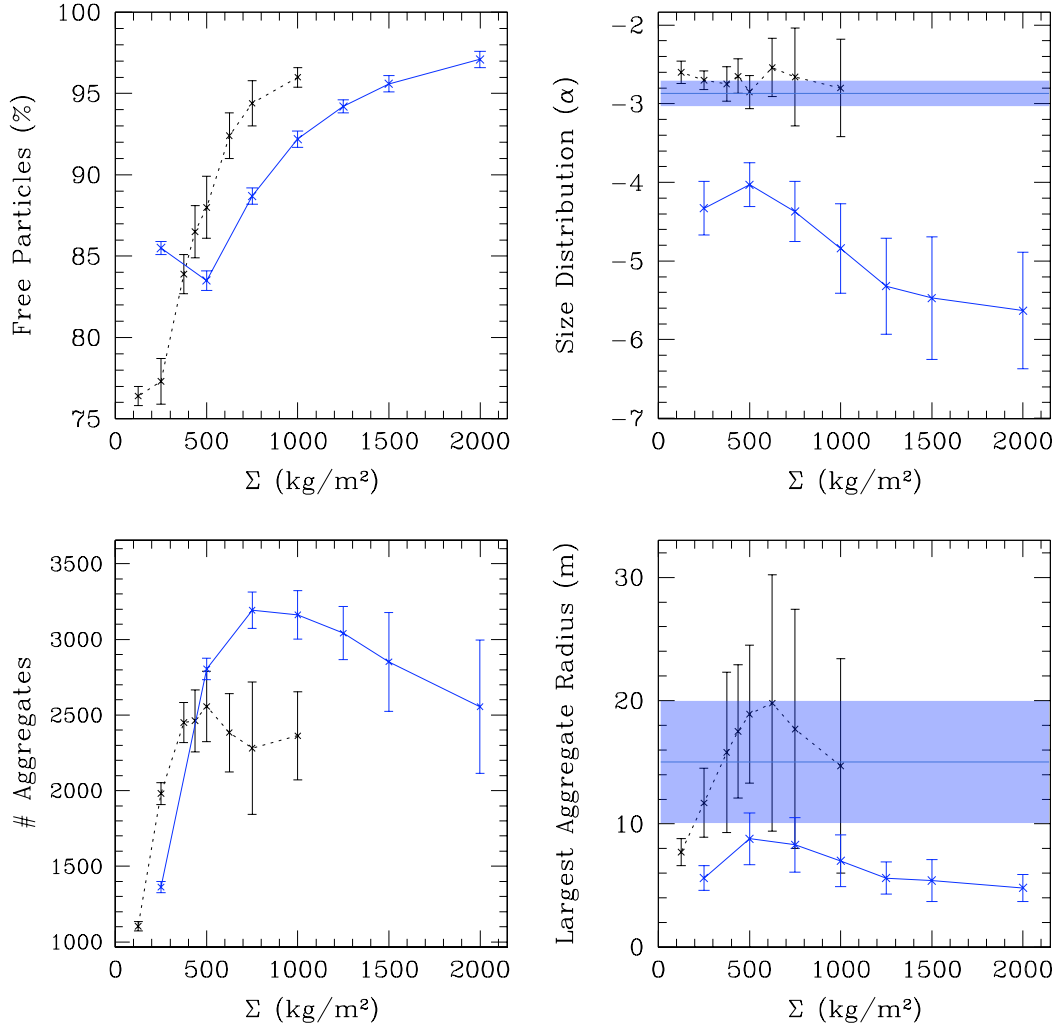 100
95
90
85
80
75
Free Particles (%)
0 500 1000 1500 2000
Σ (kg/m²)
−2
−3
−4
−5
−6
−7
Size Distribution (α)
0 500 1000 1500 2000
Σ (kg/m²)
3500
3000
2500
2000
1500
1000
# Aggregates
0 500 1000 1500 2000
Σ (kg/m²)
30
20
10
0
Largest Aggregate Radius (m)
0 500 1000 1500 2000
Σ (kg/m²)